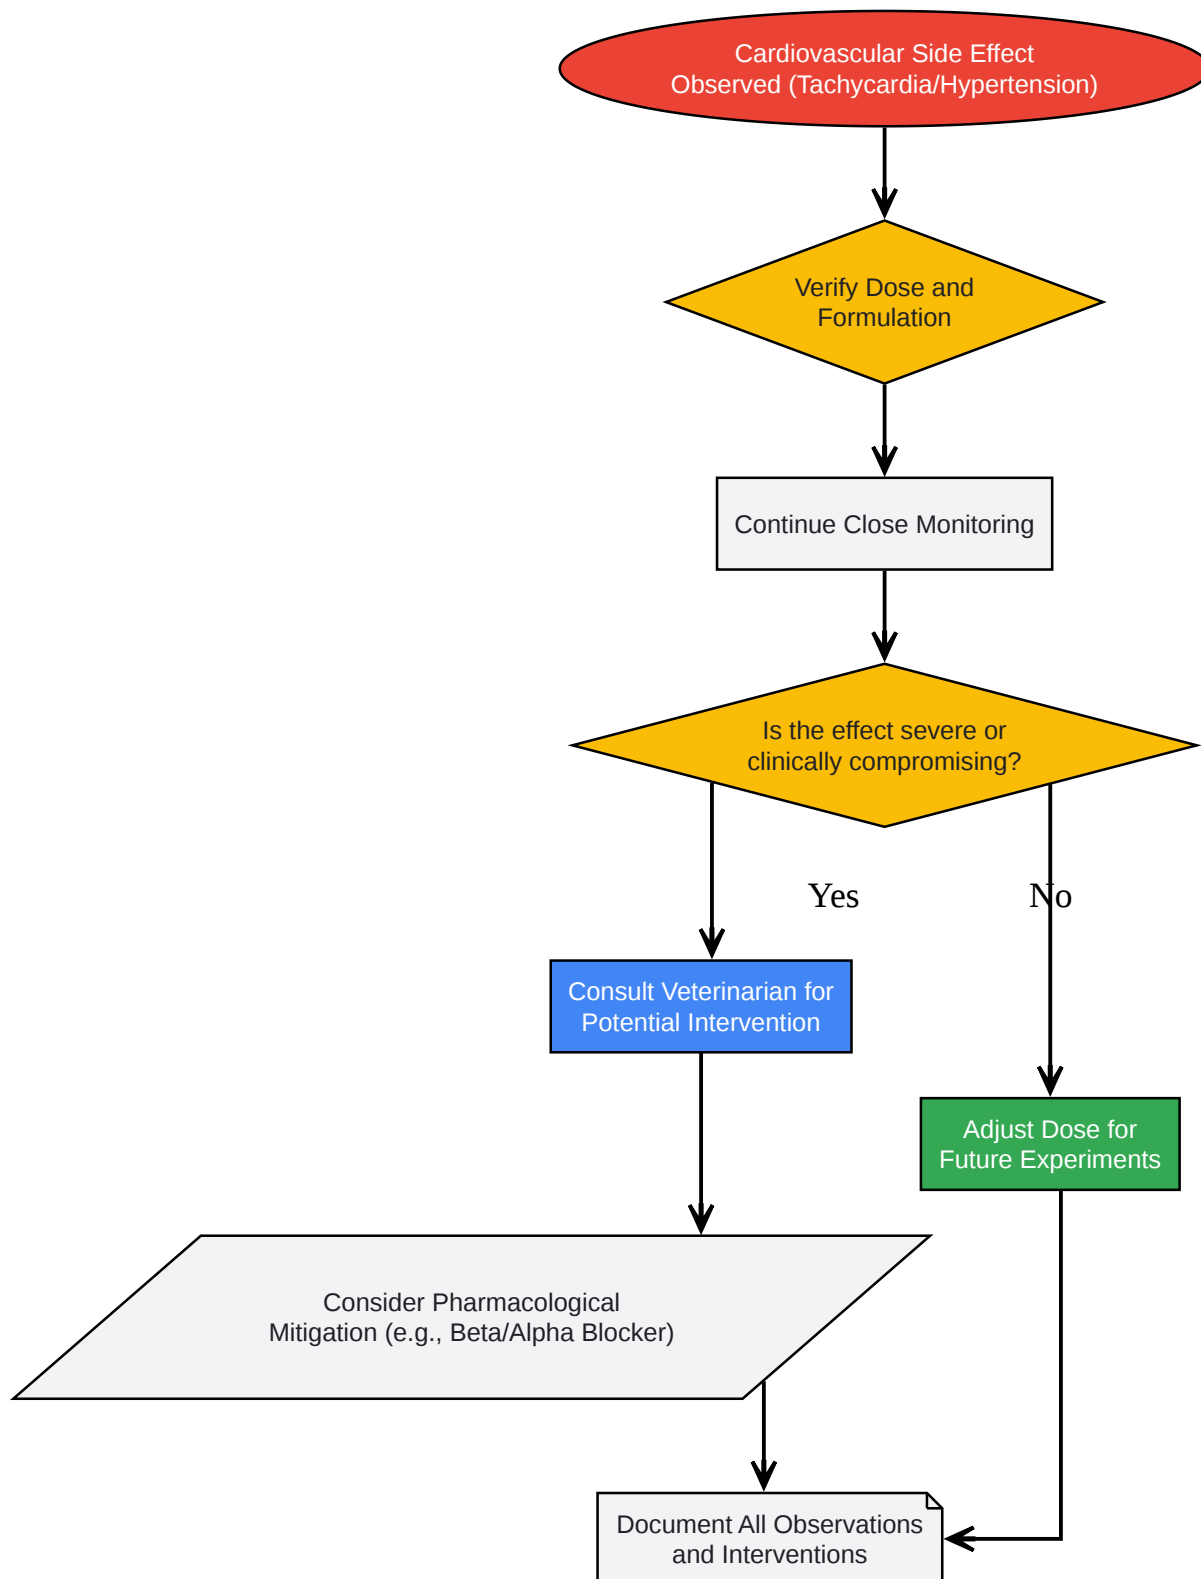 Cardiovascular Side Effect
Observed (Tachycardia/Hypertension)
Verify Dose and
Formulation
Continue Close Monitoring
Is the effect severe or
clinically compromising?
Yes
No
Consult Veterinarian for
Potential Intervention
Adjust Dose for
Future Experiments
Consider Pharmacological
Mitigation (e.g., Beta/Alpha Blocker)
Document All Observations
and Interventions